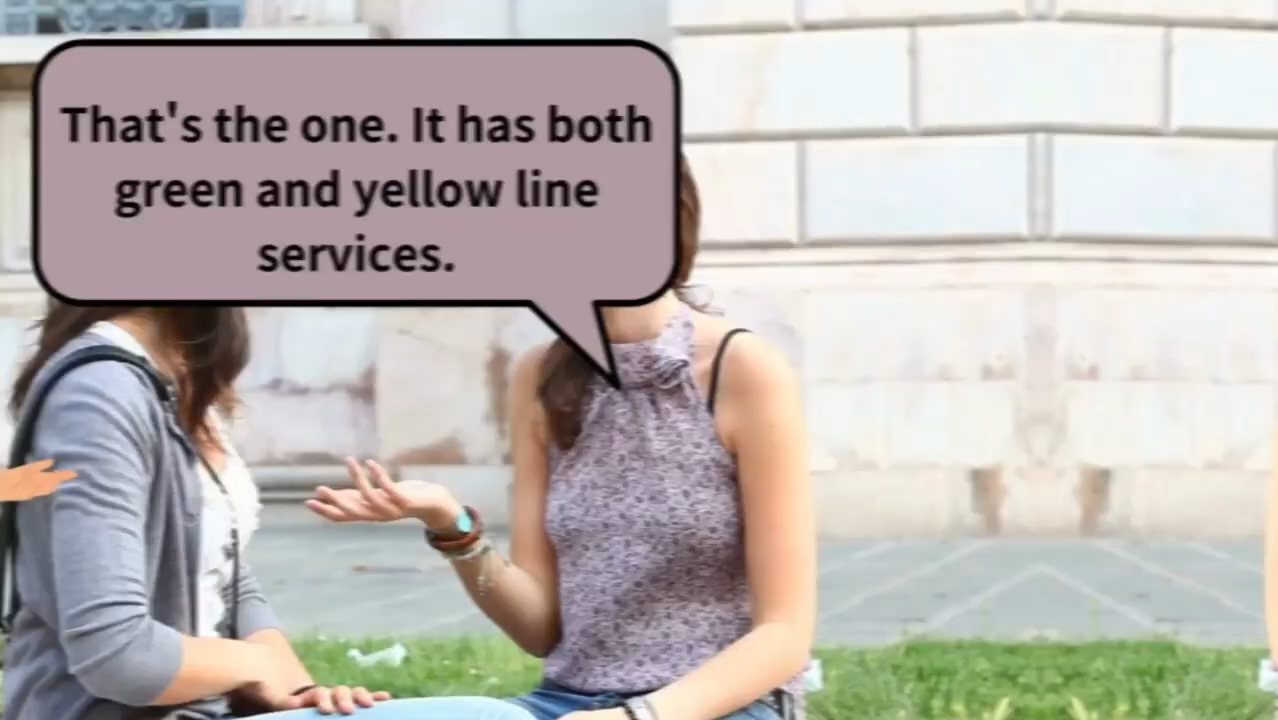 That's the one. It has both
green and yellow line
services.